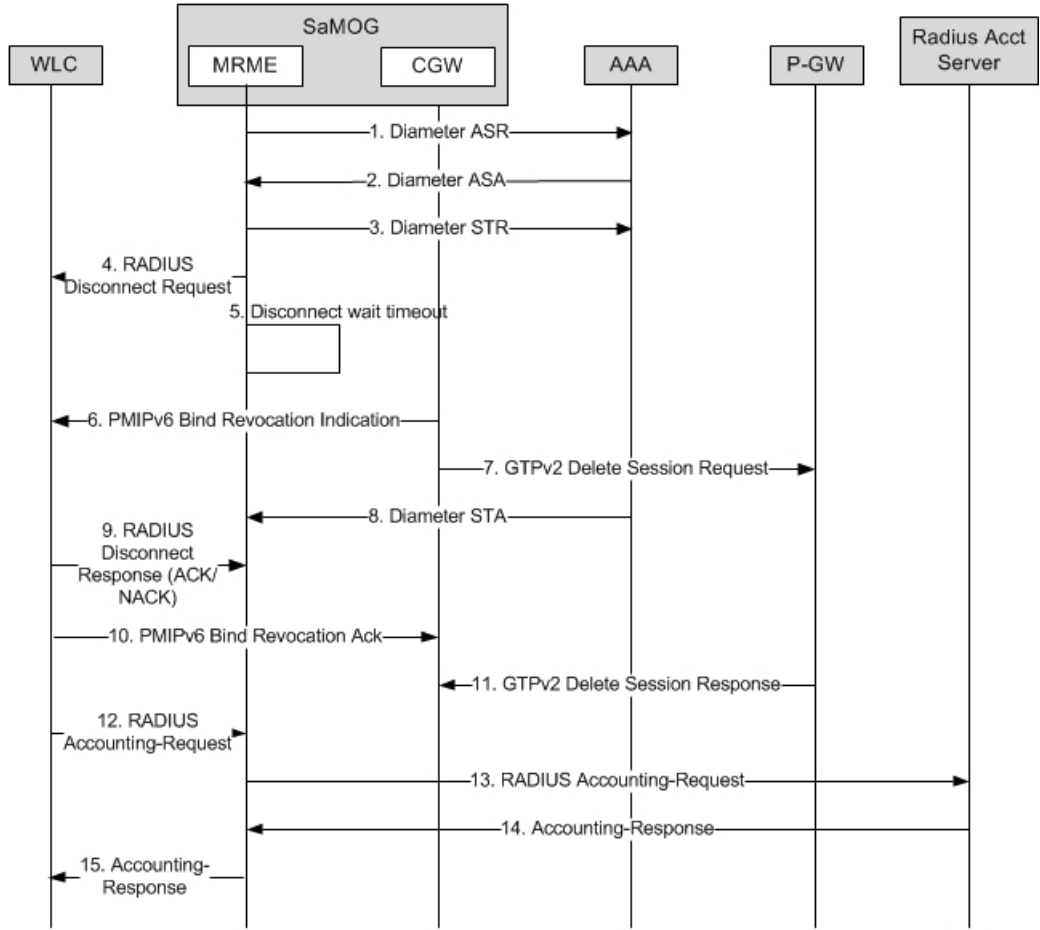 SaMOG
WLC
MRME
CGW
AAA
P-GW
Radius Acct
Server
1. Diameter ASR
2. Diameter ASA
3. Diameter STR
4. RADIUS
Disconnect Request
5. Disconnect wait timeout
6. PMIPv6 Bind Revocation Indication
7. GTPv2 Delete Session Request
8. Diameter STA
9. RADIUS
Disconnect
Response (ACK/
NACK)
10. PMIPv6 Bind Revocation Ack
11. GTPv2 Delete Session Response
12. RADIUS
Accounting-Request
13. RADIUS Accounting-Request
14. Accounting-Response
15. Accounting-
Response